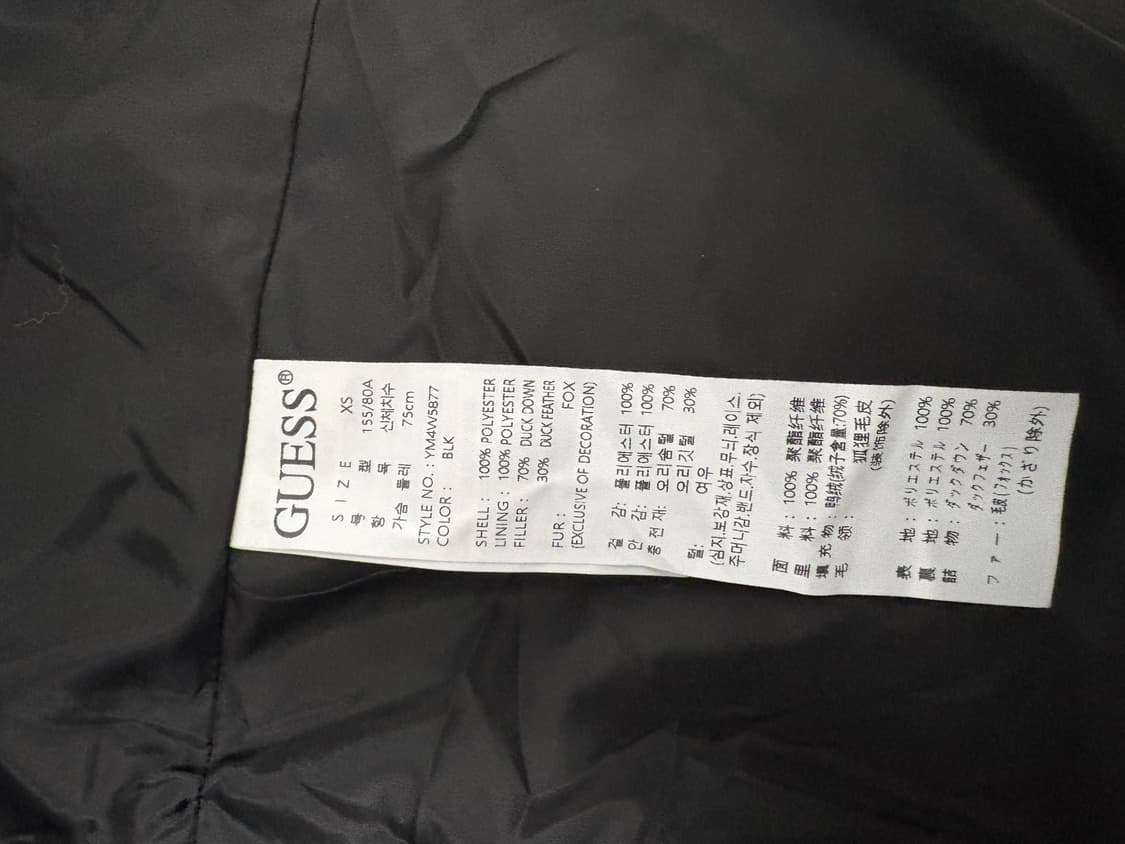 GUESS®
SIZE XS
号型 155/80A
항목 신체치수
가슴둘레 75cm
STYLE NO.: YM4W5877
COLOR: BLK
SHELL: 100% POLYESTER
LINING: 100% POLYESTER
FILLER: 70% DUCK DOWN
30% DUCK FEATHER
FUR: FOX
(EXCLUSIVE OF DECORATION)
겉감: 폴리에스터 100%
안감: 폴리에스터 100%
충전재: 오리솜털 70%
오리깃털 30%
털: 여우
(심지.보강재.상표.무늬.레이스.
주머니감.밴드.자수.장식 제외)
面料: 100% 聚酯纤维
里料: 100% 聚酯纤维
填充物: 鸭绒(绒子含量:70%)
毛领: 狐狸毛皮
(装饰除外)
表地: ポリエステル 100%
裏地: ポリエステル 100%
詰物: ダックダウン 70%
ダックフェザー 30%
ファー: 毛皮(フォックス)
(かざり除外)